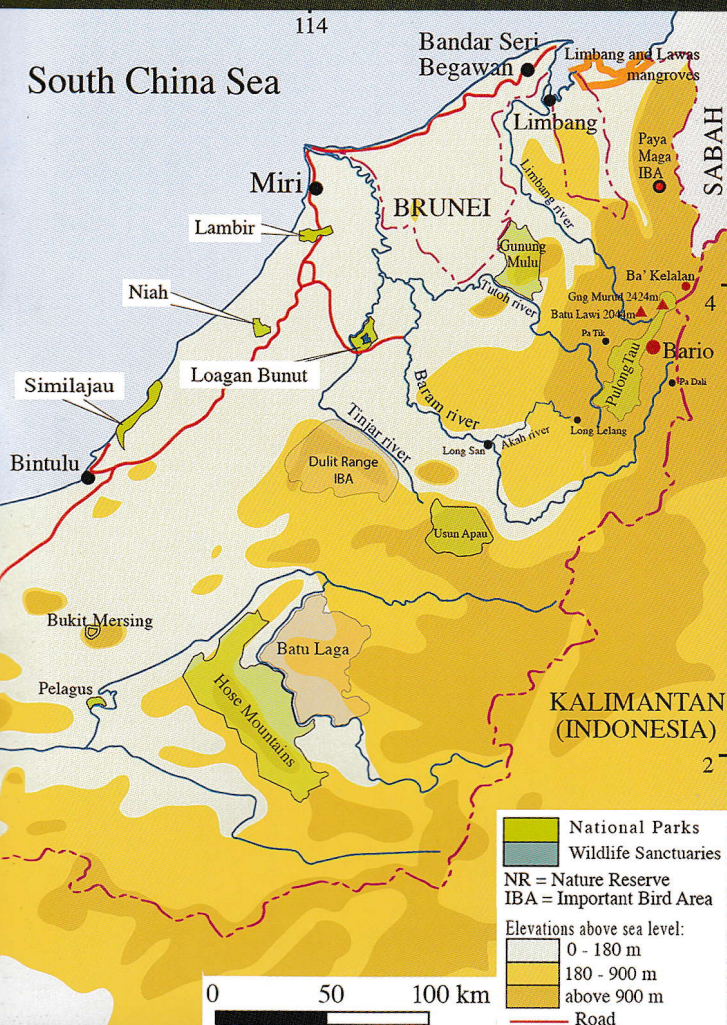 114
South China Sea
Bandar Seri
Begawan
Limbang and Lawas
mangroves
Limbang
SABAH
Paya
Maga
IBA
Miri
Limbang river
BRUNEI
Lambir
Gunung
Mulu
Ba' Kelalan
4
Niah
Tutoh river
Gng Murud 2424m
Batu Lawi 2044m
Pa Tik
Bario
Loagan Bunut
Pulong Tau
Similajau
Baram river
Pa Dali
Tinjar river
Long Lelang
Akah river
Bintulu
Long San
Dulit Range
IBA
Usun Apau
Bukit Mersing
Batu Laga
Pelagus
Hose Mountains
KALIMANTAN
(INDONESIA)
2
National Parks
Wildlife Sanctuaries
NR = Nature Reserve
IBA = Important Bird Area
Elevations above sea level:
0 - 180 m
180 - 900 m
above 900 m
Road
0 50 100 km